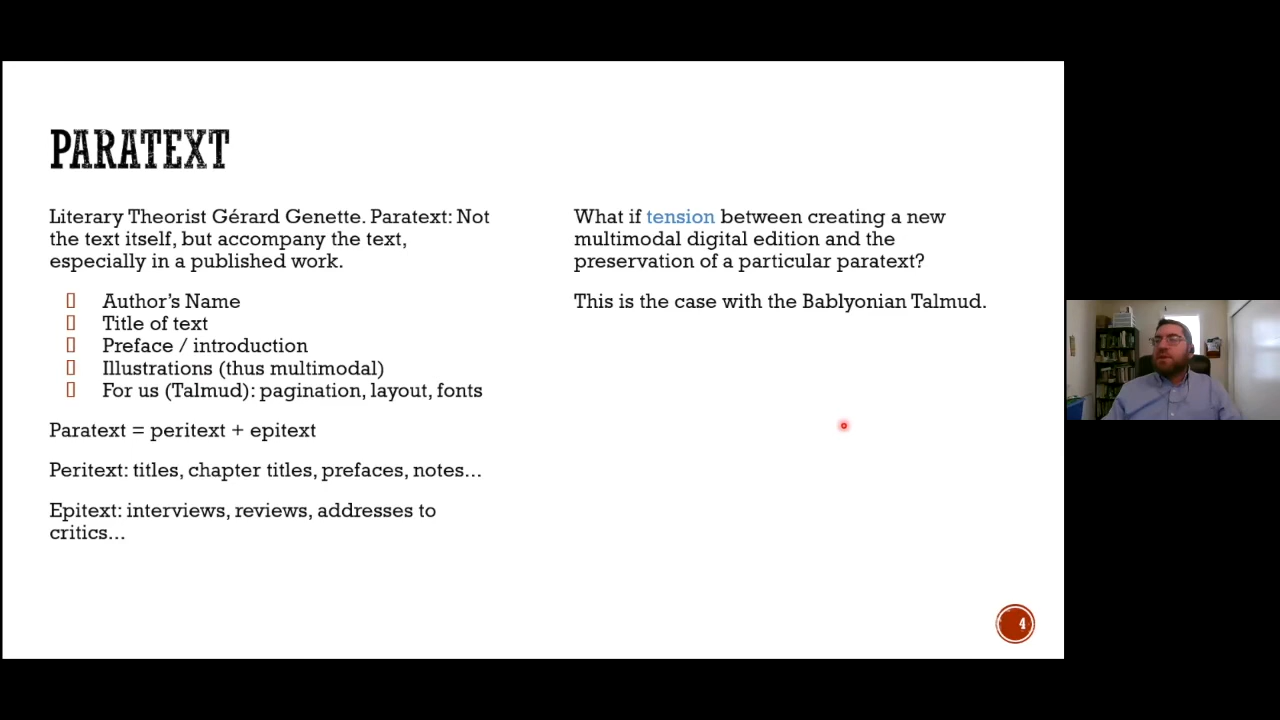 PARATEXT
Literary Theorist Gérard Genette. Paratext: Not
the text itself, but accompany the text,
especially in a published work.
Author's Name
Title of text
Preface / introduction
Illustrations (thus multimodal)
For us (Talmud): pagination, layout, fonts
Paratext = peritext + epitext
Peritext: titles, chapter titles, prefaces, notes…
Epitext: interviews, reviews, addresses to
critics…
What if tension between creating a new
multimodal digital edition and the
preservation of a particular paratext?
This is the case with the Bablyonian Talmud.
4